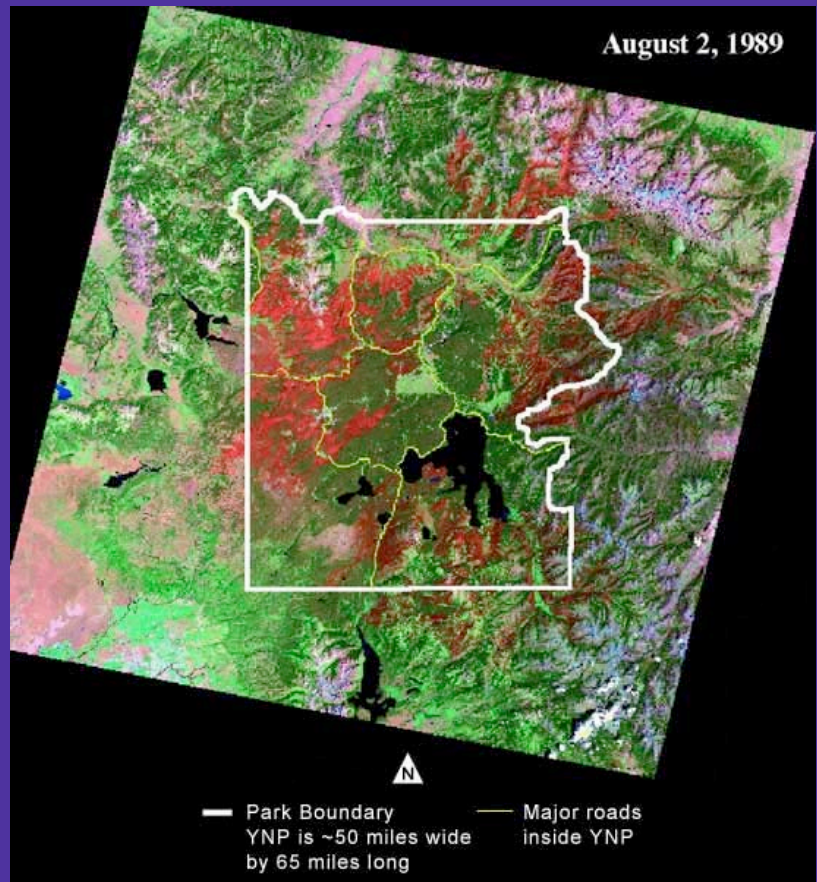 August 2, 1989
N
Park Boundary
YNP is ~50 miles wide
by 65 miles long
Major roads
inside YNP